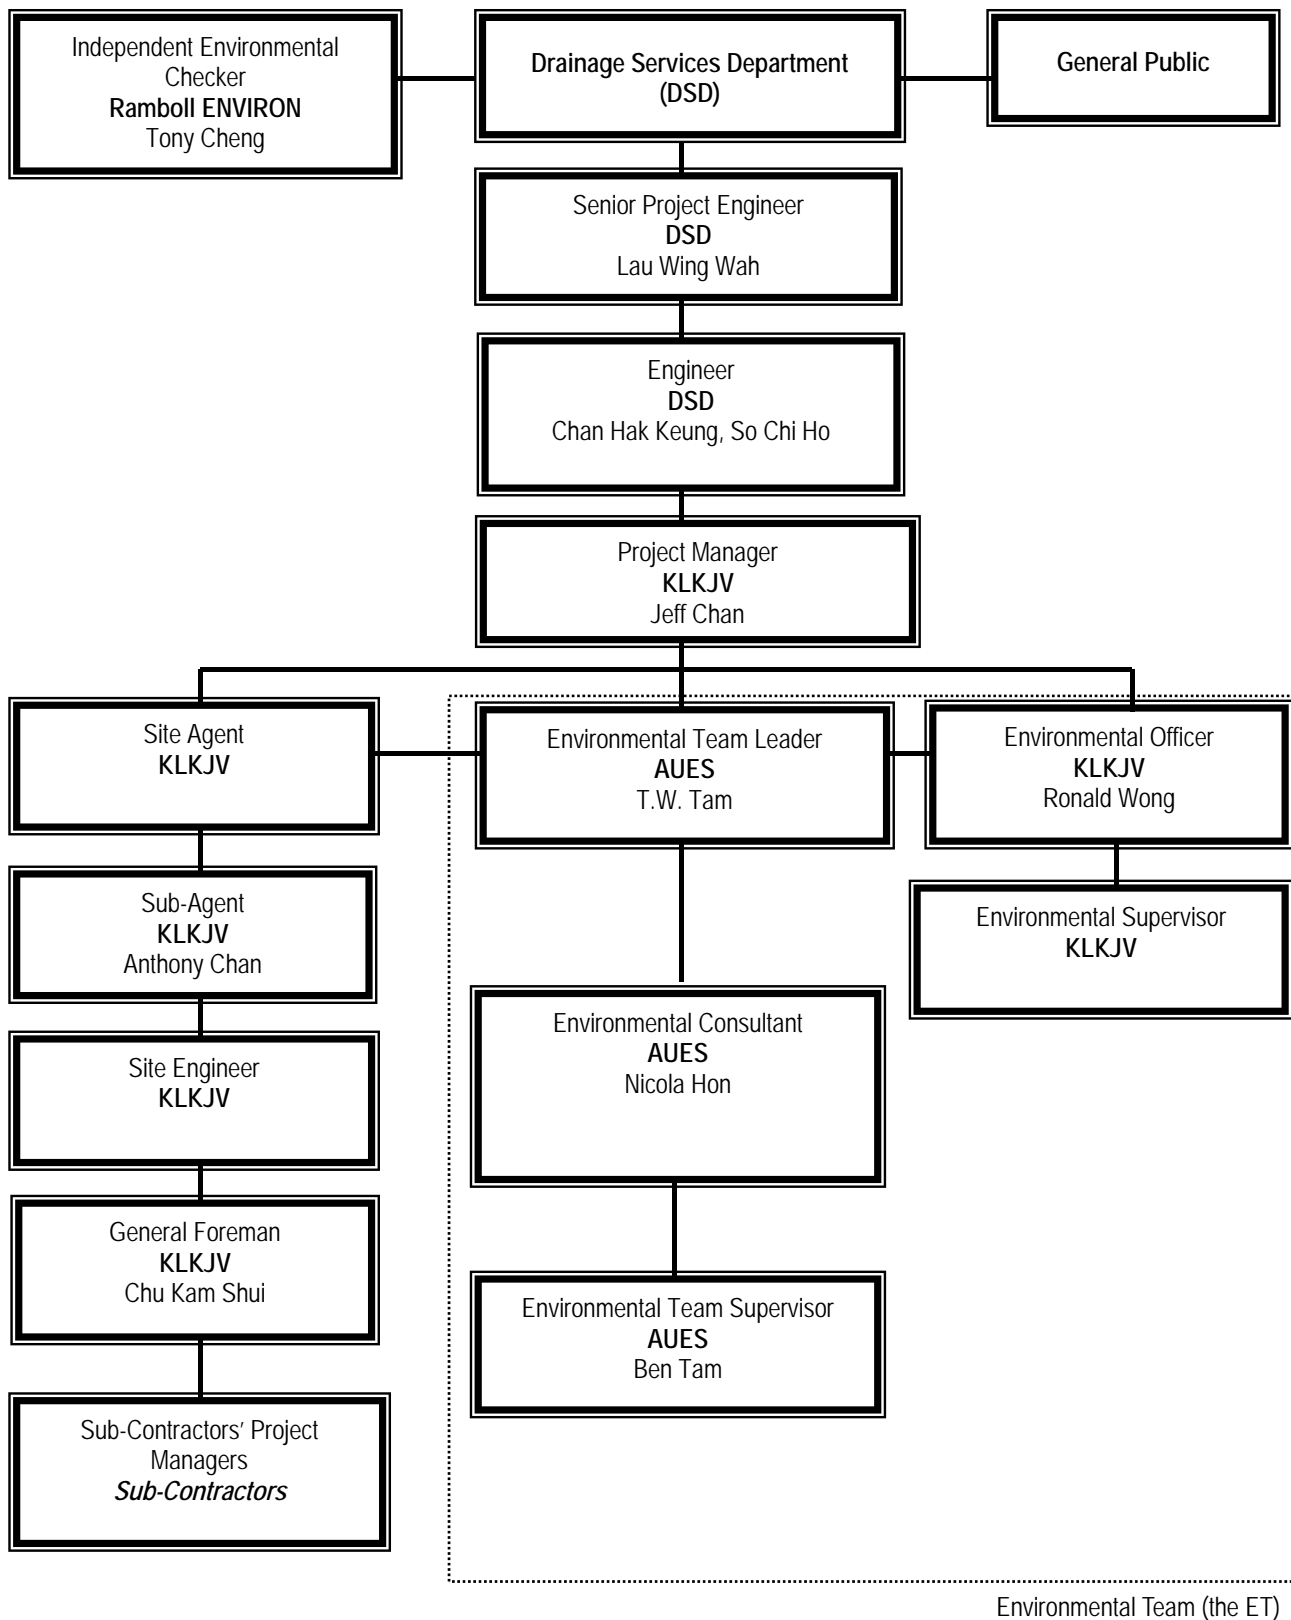 Independent Environmental
Checker
Ramboll ENVIRON
Tony Cheng
Drainage Services Department
(DSD)
General Public
Senior Project Engineer
DSD
Lau Wing Wah
Engineer
DSD
Chan Hak Keung, So Chi Ho
Project Manager
KLKJV
Jeff Chan
Site Agent
KLKJV
Environmental Team Leader
AUES
T.W. Tam
Environmental Officer
KLKJV
Ronald Wong
Sub-Agent
KLKJV
Anthony Chan
Environmental Supervisor
KLKJV
Site Engineer
KLKJV
Environmental Consultant
AUES
Nicola Hon
General Foreman
KLKJV
Chu Kam Shui
Environmental Team Supervisor
AUES
Ben Tam
Sub-Contractors’ Project
Managers
Sub-Contractors
Environmental Team (the ET)